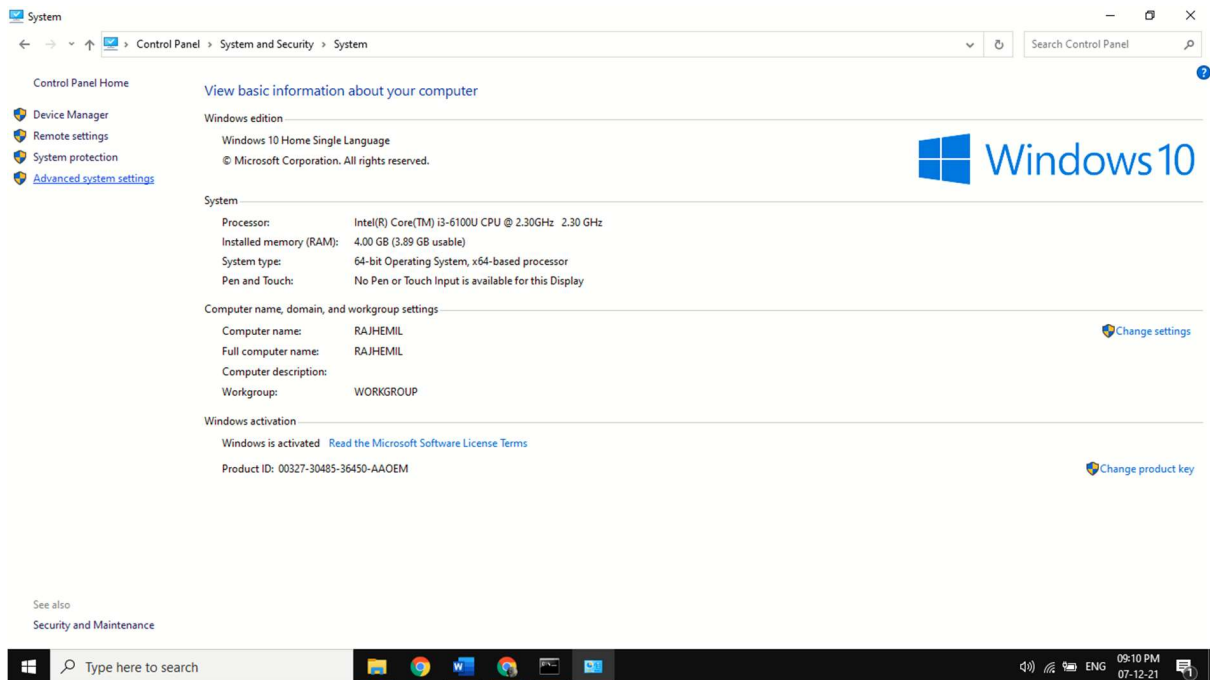 System
Control Panel > System and Security > System
Search Control Panel
?
Control Panel Home
Device Manager
Remote settings
System protection
Advanced system settings
View basic information about your computer
Windows edition
Windows 10 Home Single Language
© Microsoft Corporation. All rights reserved.
Windows 10
System
Processor: Intel(R) Core(TM) i3-6100U CPU @ 2.30GHz 2.30 GHz
Installed memory (RAM): 4.00 GB (3.89 GB usable)
System type: 64-bit Operating System, x64-based processor
Pen and Touch: No Pen or Touch Input is available for this Display
Computer name, domain, and workgroup settings
Computer name: RAJHEMIL
Change settings
Full computer name: RAJHEMIL
Computer description:
Workgroup: WORKGROUP
Windows activation
Windows is activated Read the Microsoft Software License Terms
Product ID: 00327-30485-36450-AAOEM
Change product key
See also
Security and Maintenance
Type here to search
W
ENG
09:10 PM
07-12-21
1